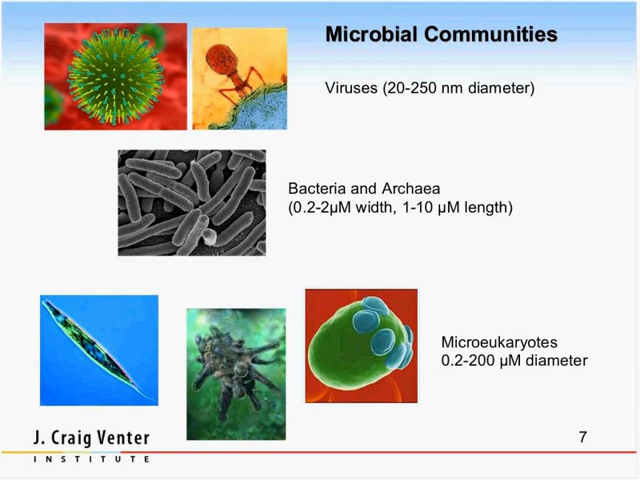 Microbial Communities
Viruses (20-250 nm diameter)
Bacteria and Archaea
(0.2-2µM width, 1-10 µM length)
Microeukaryotes
0.2-200 µM diameter
J. Craig Venter
INSTITUTE
7